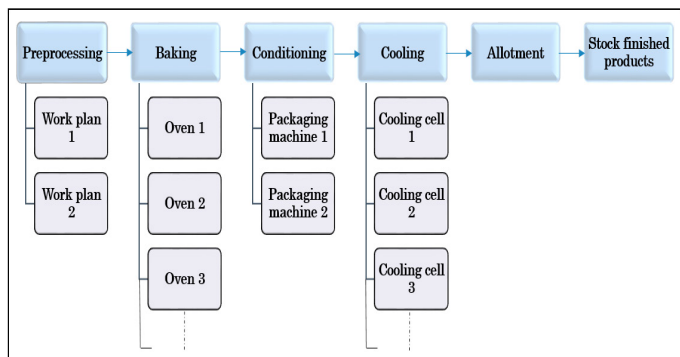 Preprocessing
Baking
Conditioning
Cooling
Allotment
Stock finished
products
Work plan
1
Oven 1
Packaging
machine 1
Cooling cell
1
Work plan
2
Oven 2
Packaging
machine 2
Cooling cell
2
Oven 3
Cooling cell
3